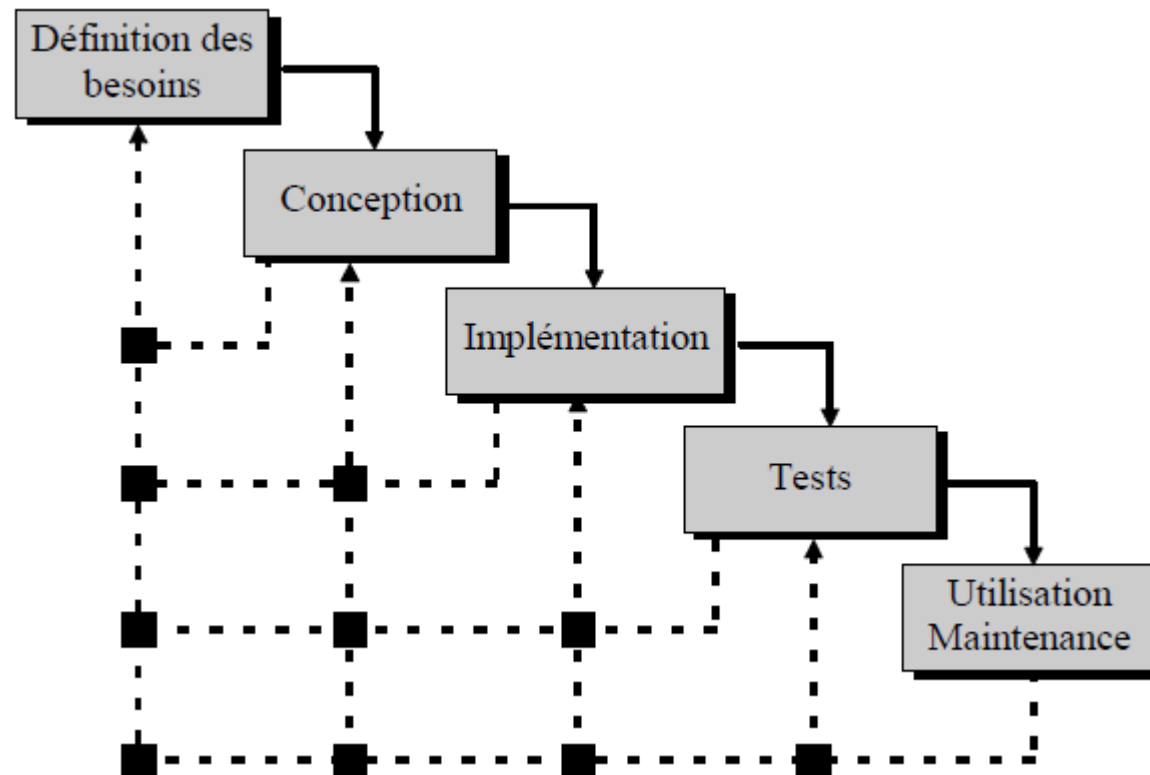 Définition des
besoins
Conception
Implémentation
Tests
Utilisation
Maintenance